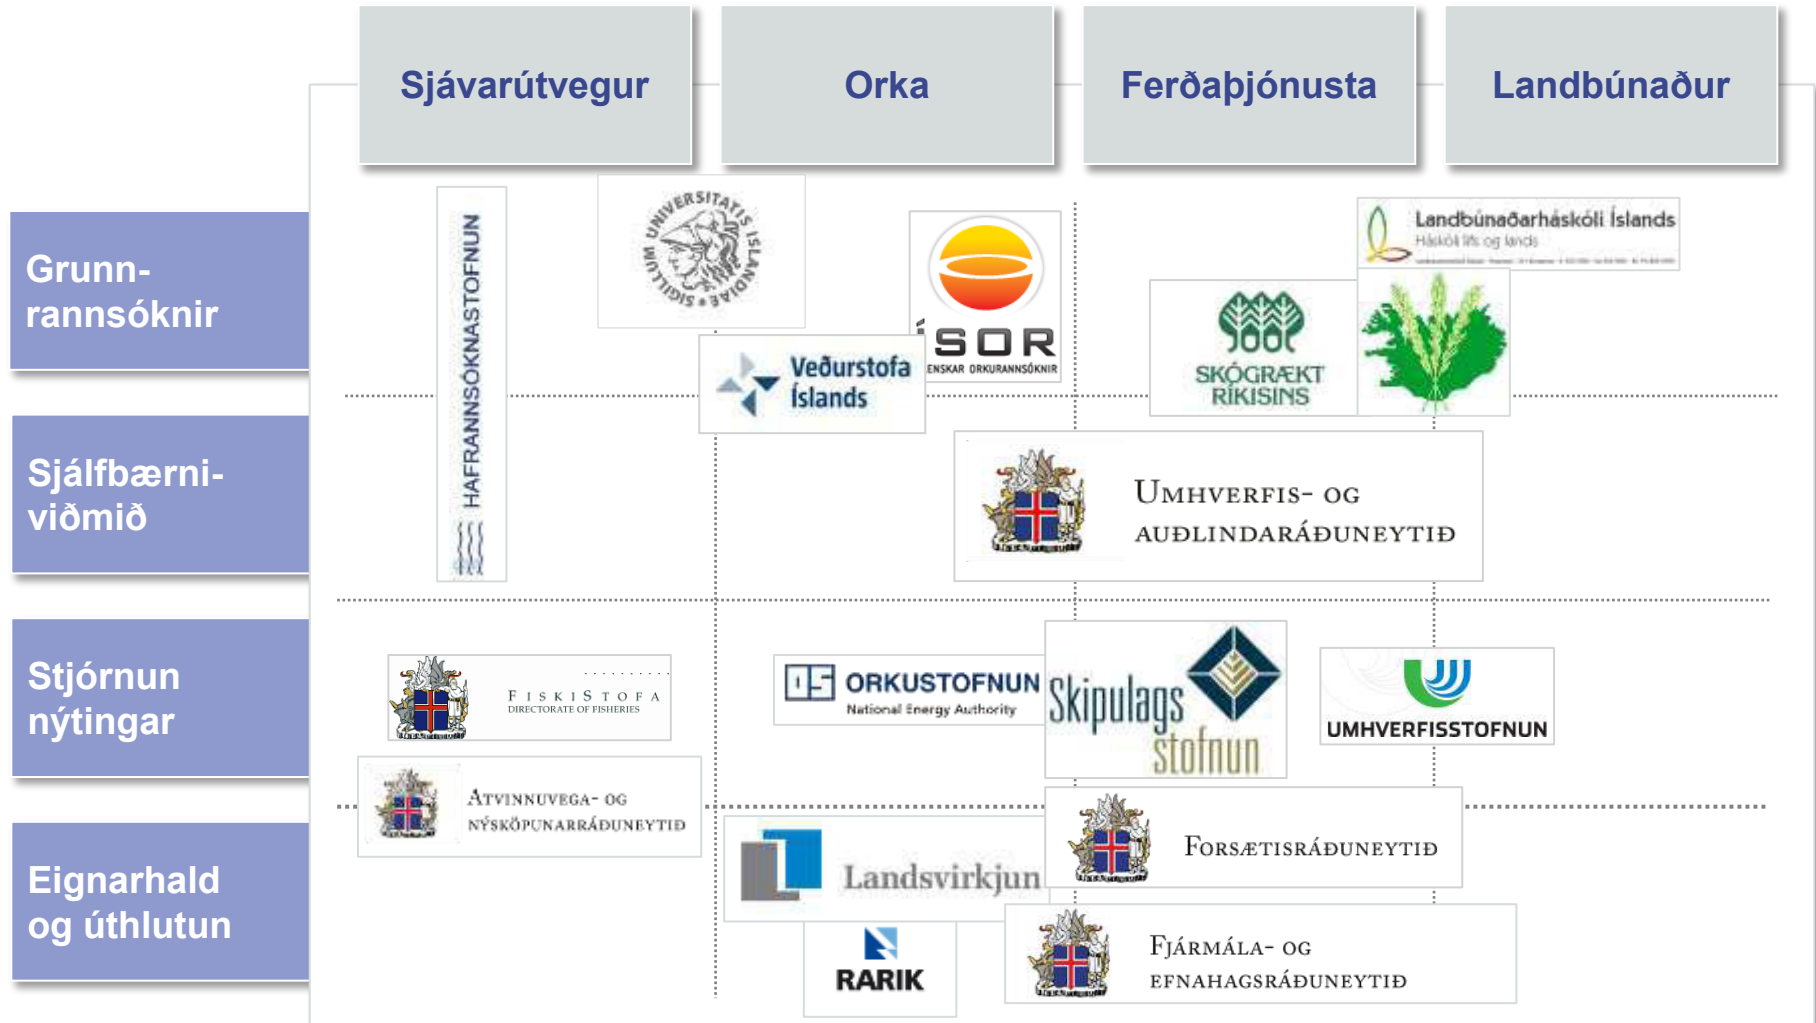 Sjávarútvegur
Orka
Ferðaþjónusta
Landbúnaður
Grunn-
rannsóknir
HAFRANNSÓKNASTOFNUN
SIGILLUM UNIVERSITATIS ISLANDIAE
ÍSOR
ENSKAR ORKURANNSÓKNIR
Veðurstofa
Íslands
Landbúnaðarháskóli Íslands
Háskóli lífs og lands
SKÓGRÆKT
RÍKISINS
Sjálfbærni-
viðmið
UMHVERFIS- OG
AUÐLINDARÁÐUNEYTIÐ
Stjórnun
nýtingar
FISKISTOFA
DIRECTORATE OF FISHERIES
OS ORKUSTOFNUN
National Energy Authority
Skipulags
stofnun
UMHVERFISSTOFNUN
ATVINNUVEGA- OG
NÝSKÖPUNARRÁÐUNEYTIÐ
Eignarhald
og úthlutun
Landsvirkjun
FORSÆTISRÁÐUNEYTIÐ
RARIK
FJÁRMÁLA- OG
EFNAHAGSRÁÐUNEYTIÐ